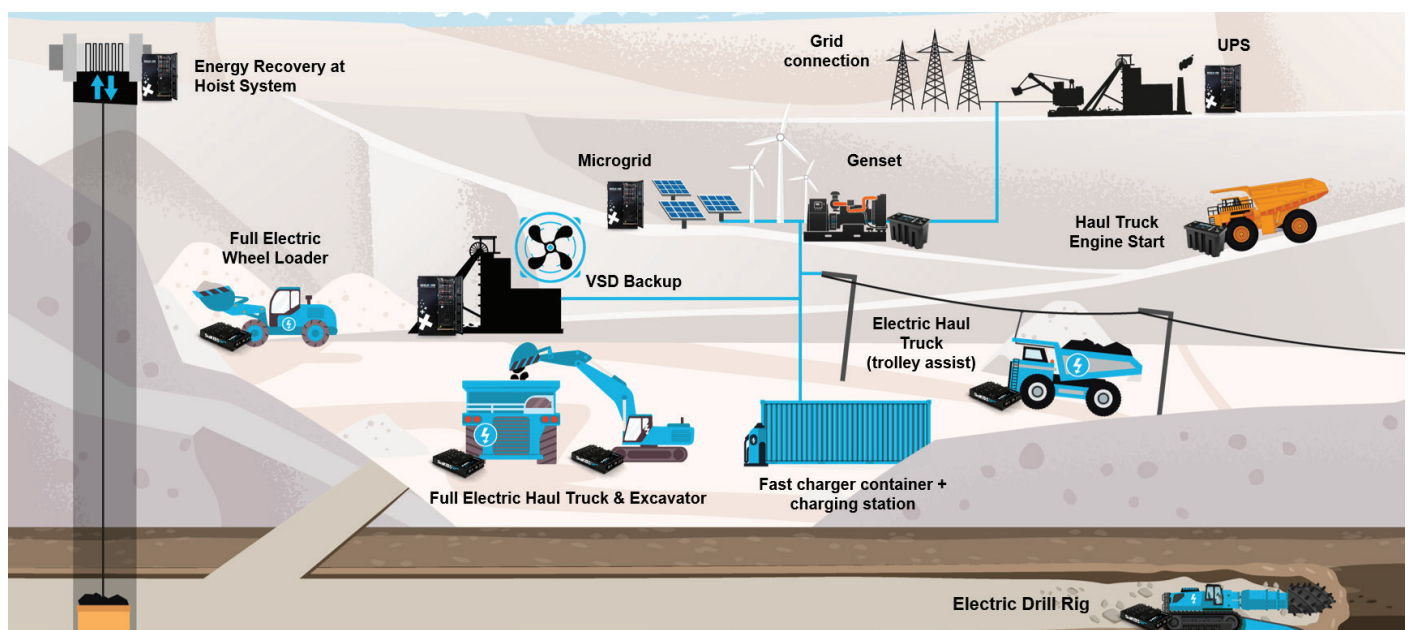 Energy Recovery at
Hoist System
Grid
connection
UPS
Microgrid
Genset
Haul Truck
Engine Start
Full Electric
Wheel Loader
VSD Backup
Electric Haul
Truck
(trolley assist)
Full Electric Haul Truck & Excavator
Fast charger container +
charging station
Electric Drill Rig